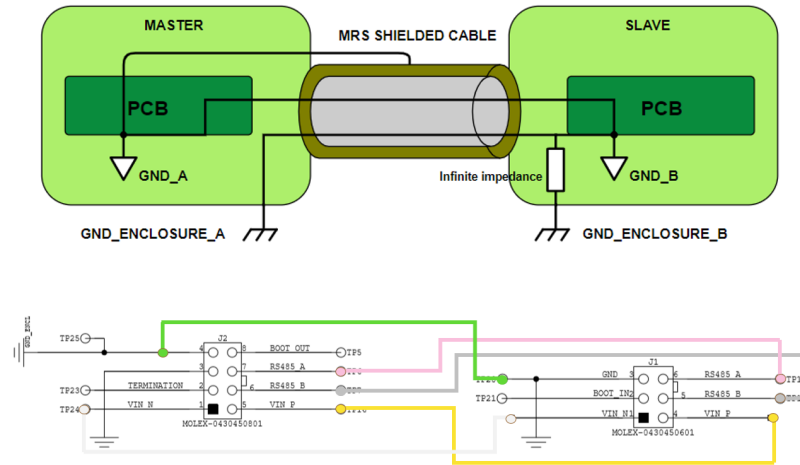 MASTER
SLAVE
MRS SHIELDED CABLE
PCB
PCB
GND_A
GND_B
Infinite impedance
GND_ENCLOSURE_A
GND_ENCLOSURE_B
GND_ENCL
TP25
J2
4
8
BOOT_OUT
TP5
3
7
RS485_A
TP23
TERMINATION
2
6
RS485_B
TP24
VIN_N
1
5
VIN_P
MOLEX-0430450801
J1
GND
3
6
RS485_A
TP1
TP21
BOOT_IN
2
5
RS485_B
VIN_N
1
4
VIN_P
MOLEX-0430450601